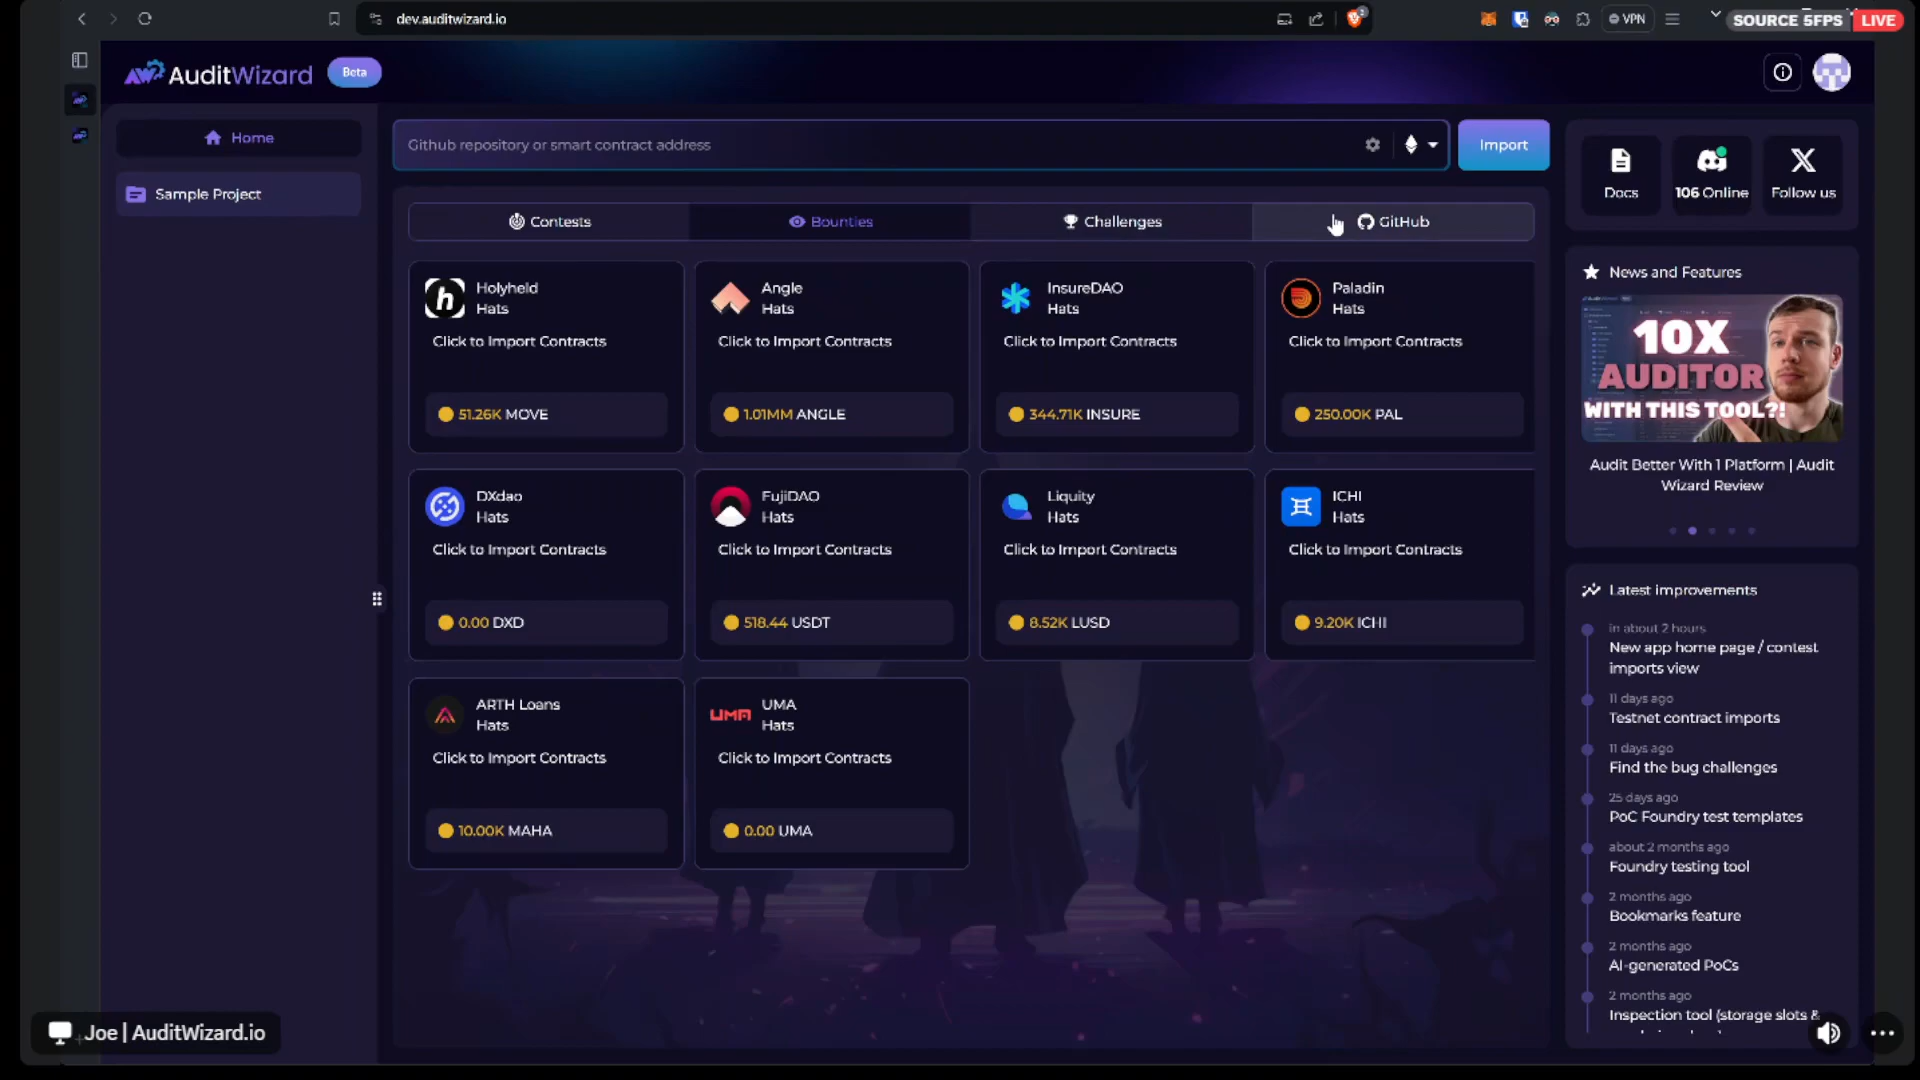 dev.auditwizard.io
VPN
SOURCE 5FPS LIVE
AuditWizard Beta
Home
Sample Project
Github repository or smart contract address
Import
Contests
Bounties
Challenges
GitHub
Holyheld
Hats
Click to Import Contracts
51.26K MOVE
Angle
Hats
Click to Import Contracts
1.01MM ANGLE
InsureDAO
Hats
Click to Import Contracts
344.71K INSURE
Paladin
Hats
Click to Import Contracts
250.00K PAL
DXdao
Hats
Click to Import Contracts
0.00 DXD
FujiDAO
Hats
Click to Import Contracts
518.44 USDT
Liquity
Hats
Click to Import Contracts
8.52K LUSD
ICHI
Hats
Click to Import Contracts
9.20K ICHI
ARTH Loans
Hats
Click to Import Contracts
10.00K MAHA
UMA
UMA
Hats
Click to Import Contracts
0.00 UMA
Docs
106 Online
Follow us
News and Features
10X
AUDITOR
WITH THIS TOOL?!
Audit Better With 1 Platform | Audit
Wizard Review
Latest improvements
in about 2 hours
New app home page / contest
imports view
11 days ago
Testnet contract imports
11 days ago
Find the bug challenges
25 days ago
PoC Foundry test templates
about 2 months ago
Foundry testing tool
2 months ago
Bookmarks feature
2 months ago
AI-generated PoCs
2 months ago
Inspection tool (storage slots &
Joe | AuditWizard.io